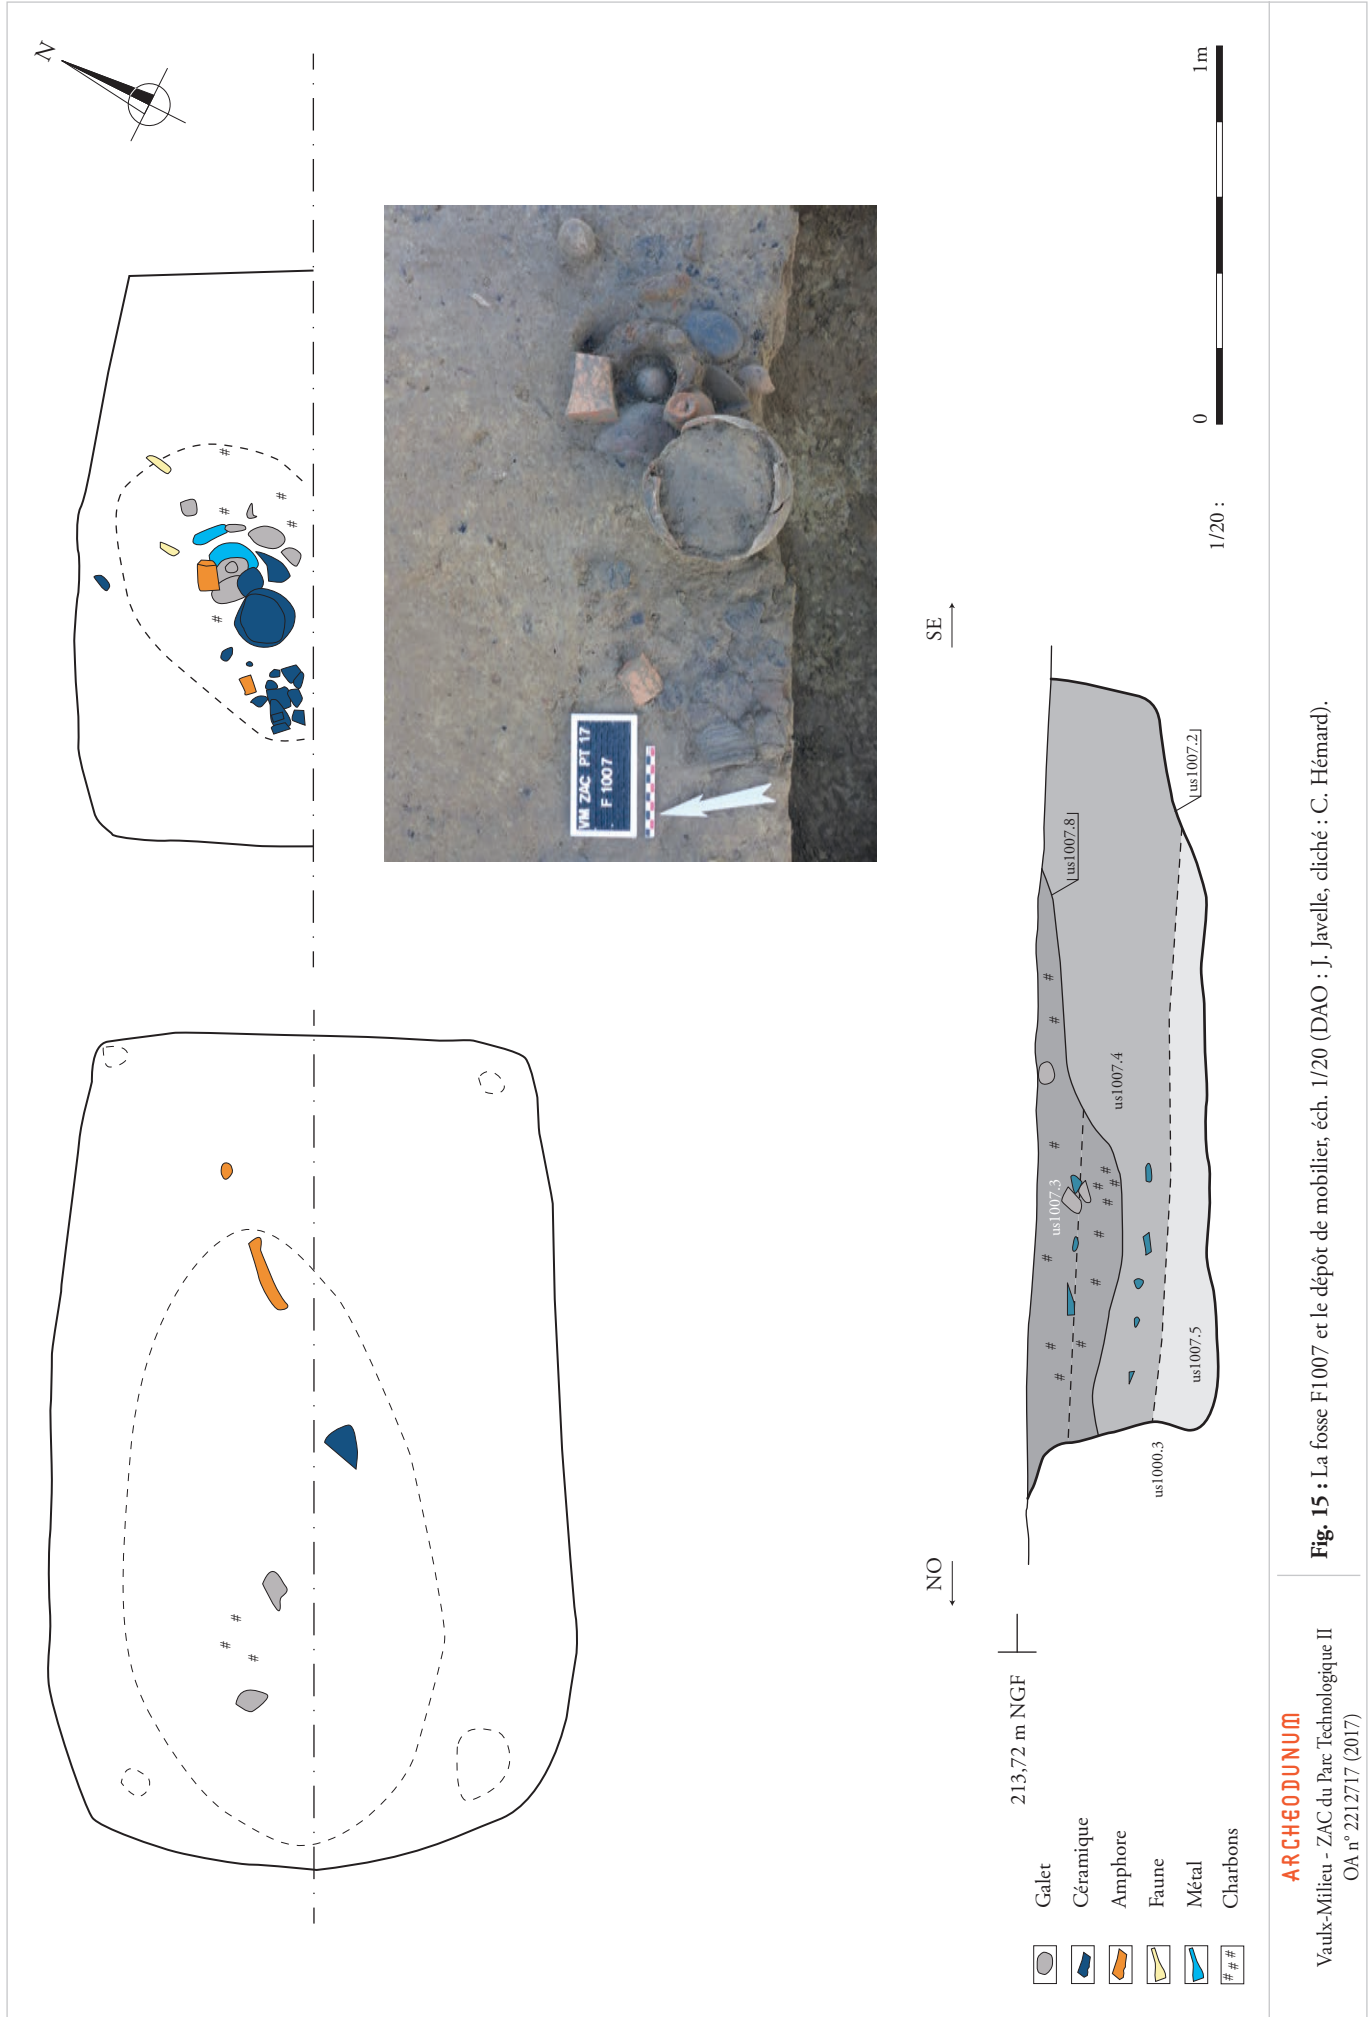 N
VM ZAC PT 17
F 1007
NO
SE
213,72 m NGF
us1007.3
us1007.8
us1007.4
us1007.2
us1007.5
us1000.3
Galet
Céramique
Amphore
Faune
Métal
Charbons
1/20 :
0
1m
ARCHEODUNUM
Vaulx-Milieu - ZAC du Parc Technologique II
OA n° 2212717 (2017)
Fig. 15 : La fosse F1007 et le dépôt de mobilier, éch. 1/20 (DAO : J. Javelle, cliché : C. Hémard).